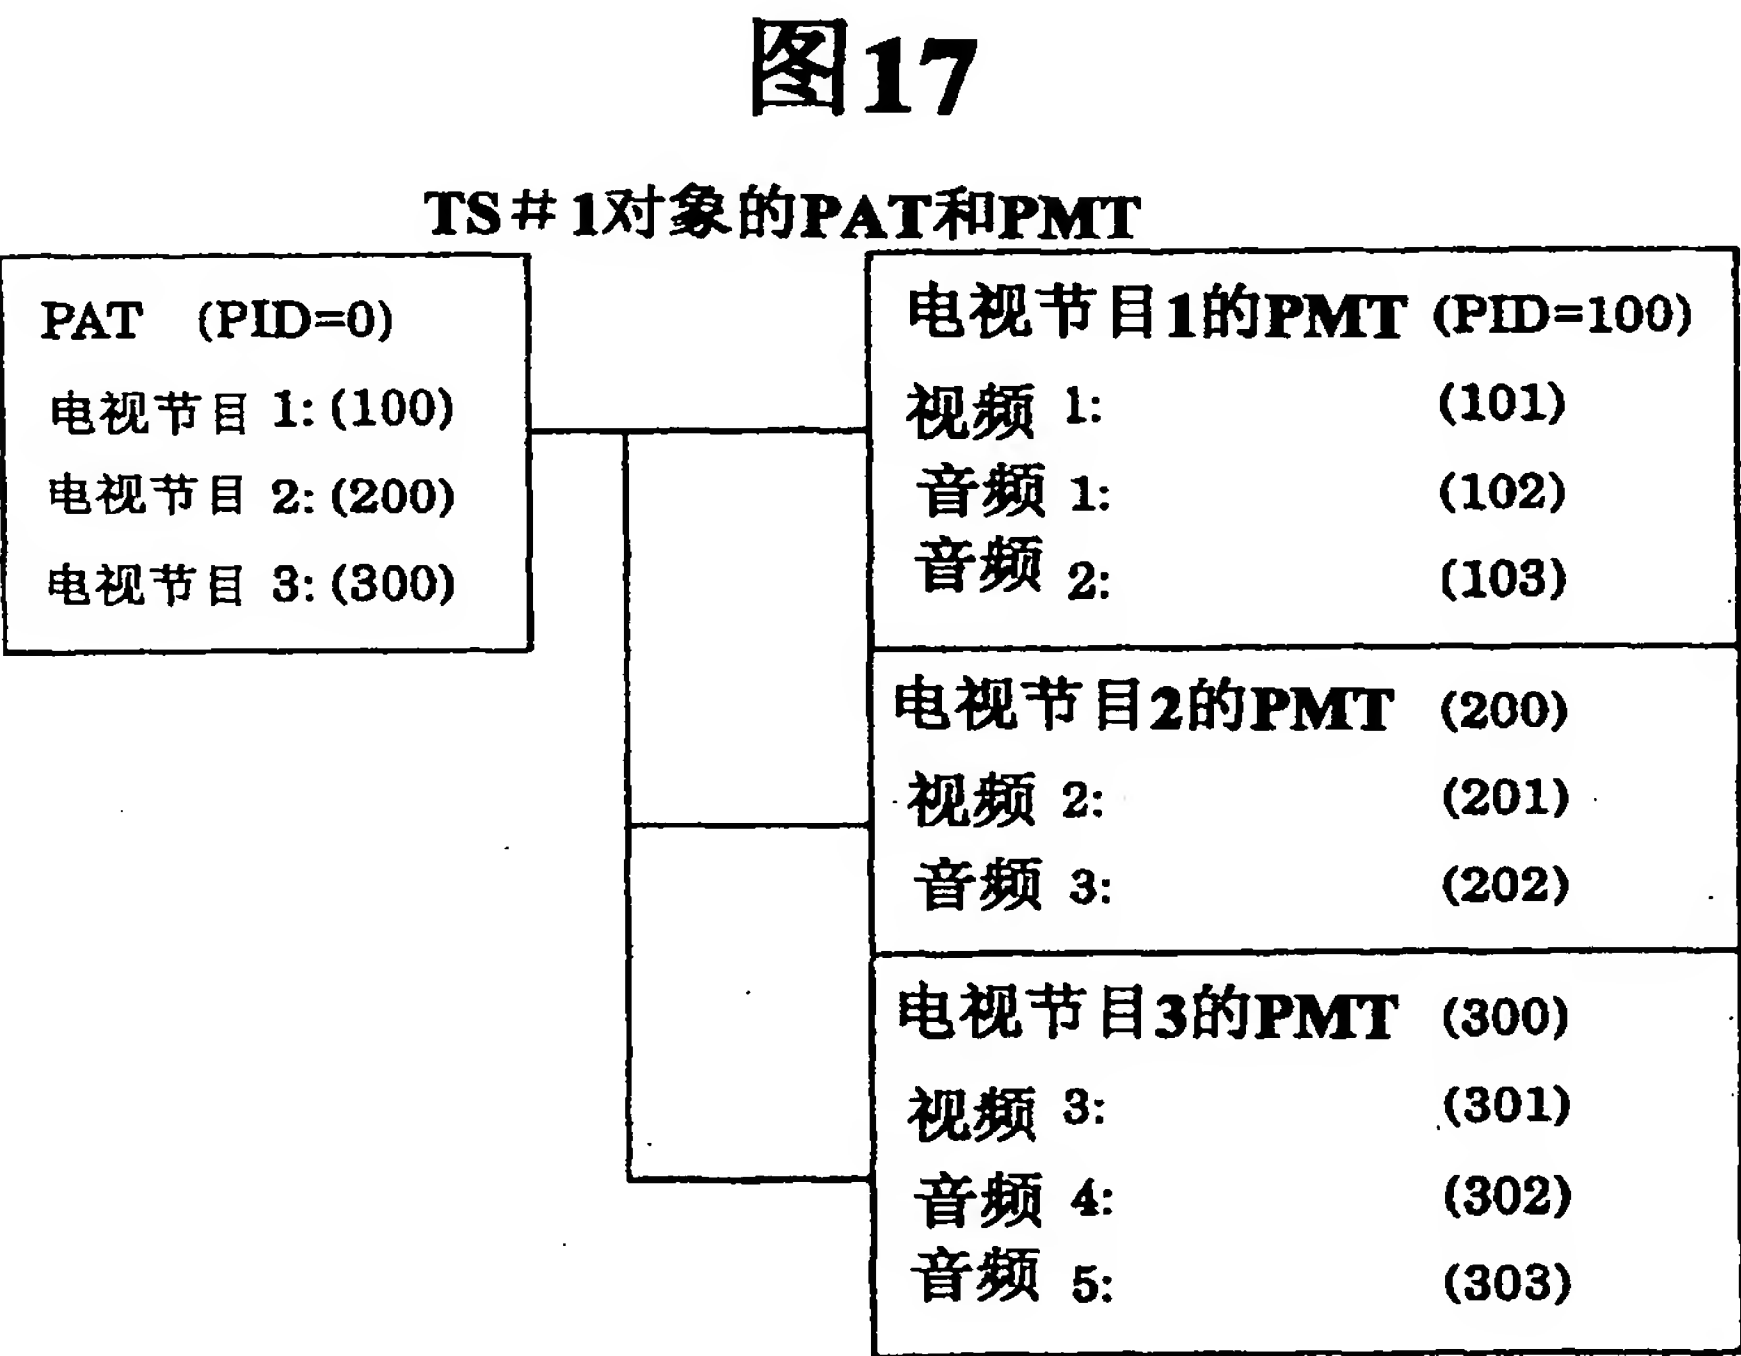 图17
TS#1对象的PAT和PMT
PAT (PID=0)
电视节目 1: (100)
电视节目 2: (200)
电视节目 3: (300)
电视节目1的PMT (PID=100)
视频 1: (101)
音频 1: (102)
音频 2: (103)
电视节目2的PMT (200)
视频 2: (201)
音频 3: (202)
电视节目3的PMT (300)
视频 3: (301)
音频 4: (302)
音频 5: (303)